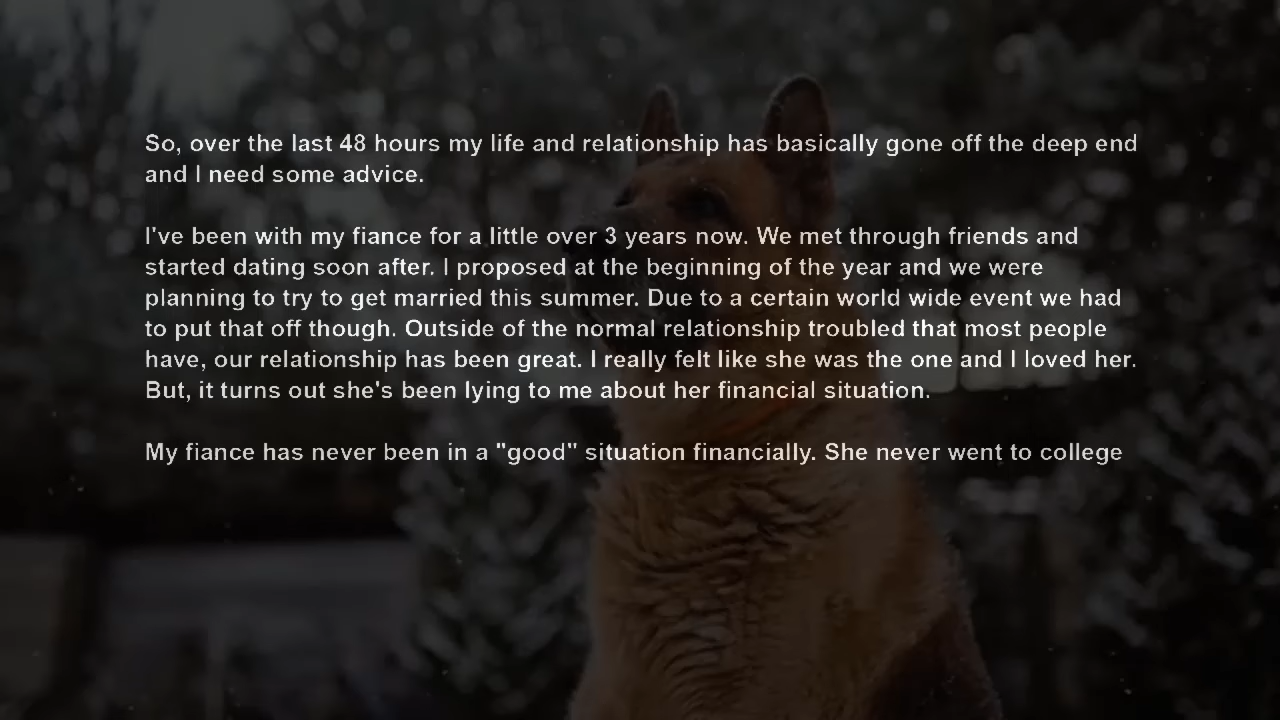 So, over the last 48 hours my life and relationship has basically gone off the deep end
and I need some advice.
I've been with my fiance for a little over 3 years now. We met through friends and
started dating soon after. I proposed at the beginning of the year and we were
planning to try to get married this summer. Due to a certain world wide event we had
to put that off though. Outside of the normal relationship troubled that most people
have, our relationship has been great. I really felt like she was the one and I loved her.
But, it turns out she's been lying to me about her financial situation.
My fiance has never been in a "good" situation financially. She never went to college